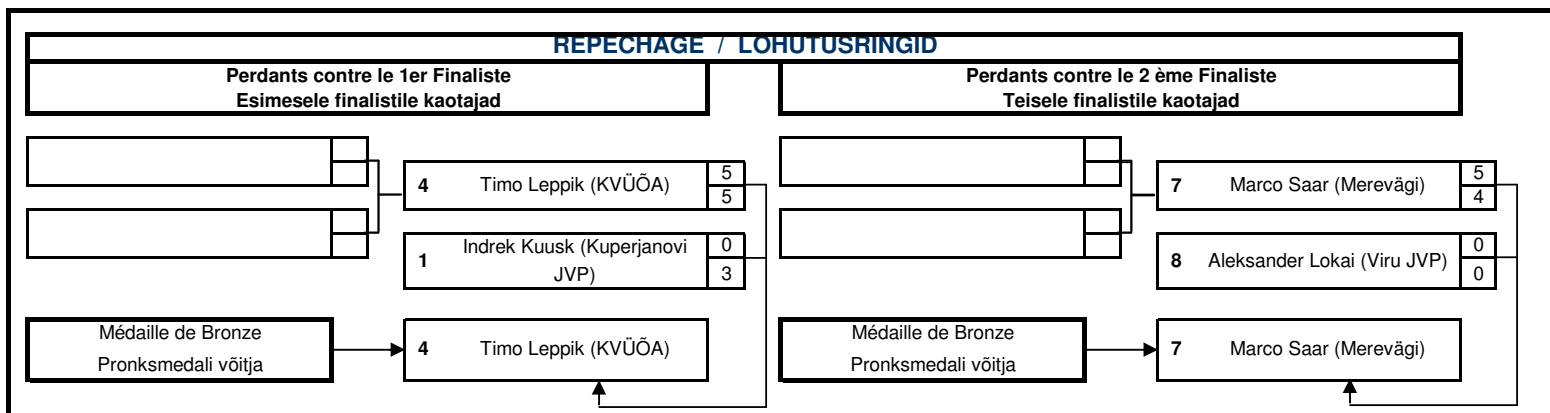 REPECHAGE / LOHUTUSRINGID
Perdants contre le 1er Finaliste
Esimesele finalistile kaotajad
Perdants contre le 2 ème Finaliste
Teisele finalistile kaotajad
4 Timo Leppik (KVÜÕA) 5
5
1 Indrek Kuusk (Kuperjanovi JVP) 0
3
7 Marco Saar (Merevägi) 5
4
8 Aleksander Lokai (Viru JVP) 0
0
Médaille de Bronze
Pronksmedali võitja
4 Timo Leppik (KVÜÕA)
Médaille de Bronze
Pronksmedali võitja
7 Marco Saar (Merevägi)